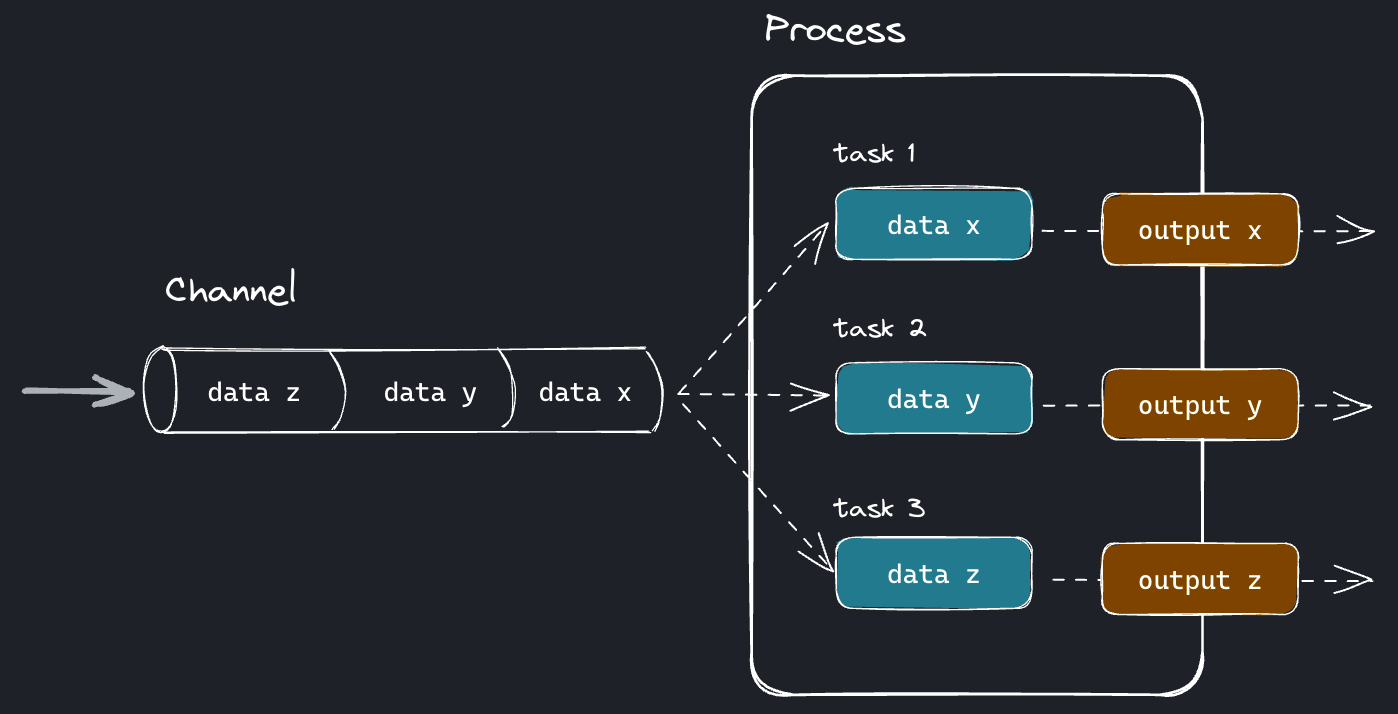 Process
task 1
data x
output x
Channel
task 2
data z
data y
data x
data y
output y
task 3
data z
output z